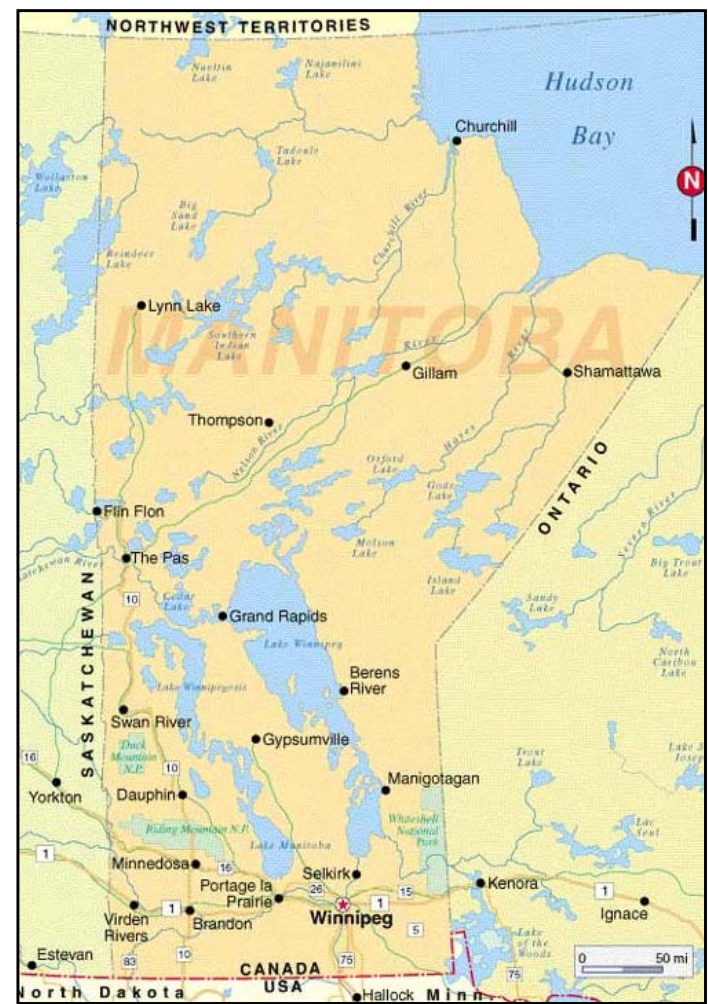 NORTHWEST TERRITORIES
Nueltin
Lake
Nejanilini
Lake
Hudson
Bay
Churchill
N
Wollaston
Lake
Tadoule
Lake
Big
Sand
Lake
Churchill River
Reindeer
Lake
Lynn Lake
MANITOBA
Southern
Indian
Lake
River
River
Gillam
Shamattawa
Thompson
Nelson River
Hayes
Oxford
Lake
Gods
Lake
ONTARIO
Flin Flon
Molson
Lake
Severn River
The Pas
Island
Lake
Big Trout
Lake
SASKATCHEWAN
10
Cedar
Lake
Sandy
Lake
Grand Rapids
Lake Winnipeg
North
Caribou
Lake
Berens
River
Lake Winnipegosis
Swan River
Gypsumville
Duck
Mountain
N.P.
16
10
Trout
Lake
Yorkton
Dauphin
Manigotagan
Riding Mountain N.P.
Whiteshell
National
Park
Lac
Seul
1
Lake Manitoba
Minnedosa
16
Selkirk
Portage la
Prairie
26
15
Kenora
1
1
Virden
Rivers
1
Brandon
Winnipeg
5
Ignace
Estevan
83
10
75
Lake
of the
Woods
75
0 50 mi
CANADA
USA
North Dakota
Hallock
Minn.